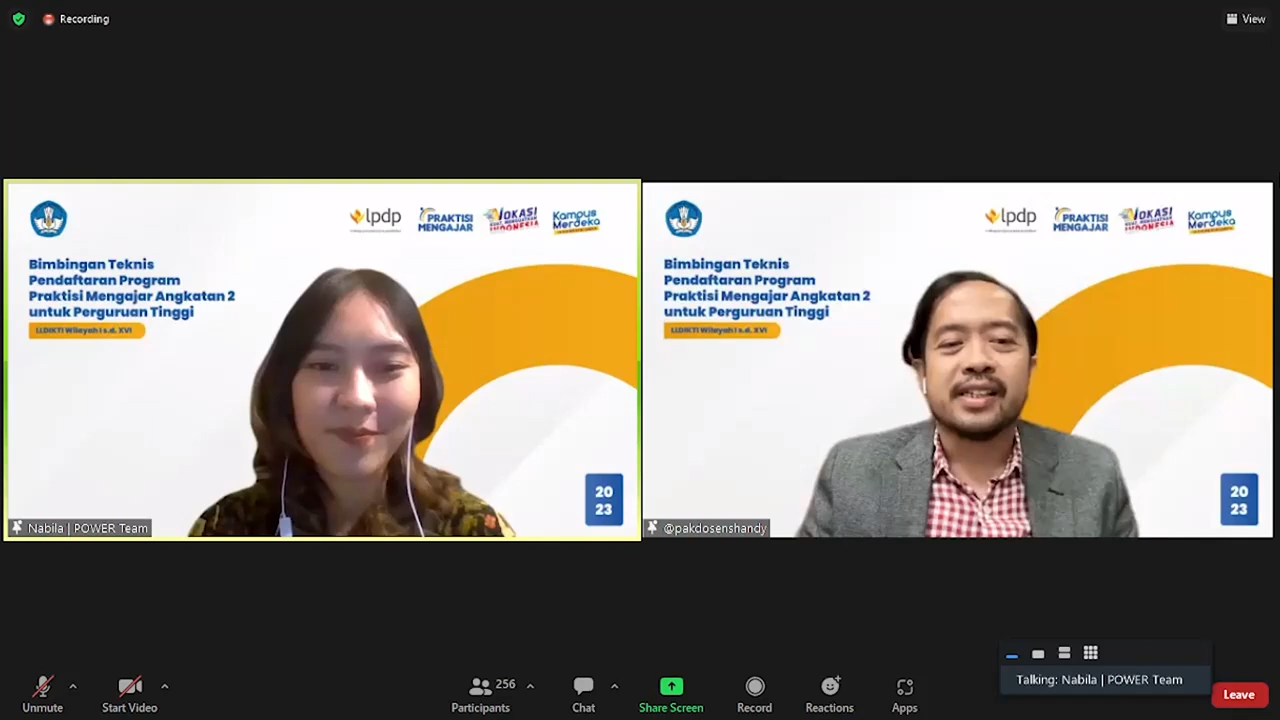 Recording
View
lpdp
PRAKTISI
MENGAJAR
VOKASI
INDONESIA
Kampus
Merdeka
Bimbingan Teknis
Pendaftaran Program
Praktisi Mengajar Angkatan 2
untuk Perguruan Tinggi
LLDIKTI Wilayah I s.d. XVI
20
23
Nabila | POWER Team
lpdp
PRAKTISI
MENGAJAR
VOKASI
INDONESIA
Kampus
Merdeka
Bimbingan Teknis
Pendaftaran Program
Praktisi Mengajar Angkatan 2
untuk Perguruan Tinggi
LLDIKTI Wilayah I s.d. XVI
20
23
@pakdosenshandy
Talking: Nabila | POWER Team
Unmute
Start Video
256
Participants
Chat
Share Screen
Record
Reactions
Apps
Leave